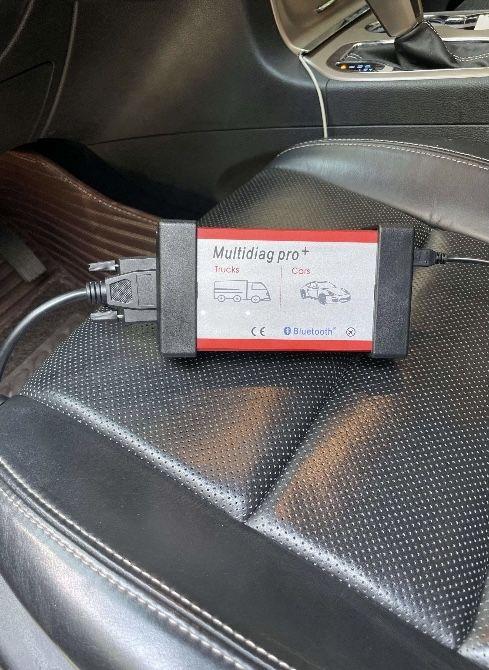 Multidiag pro+
Trucks
Cars
CE
Bluetooth